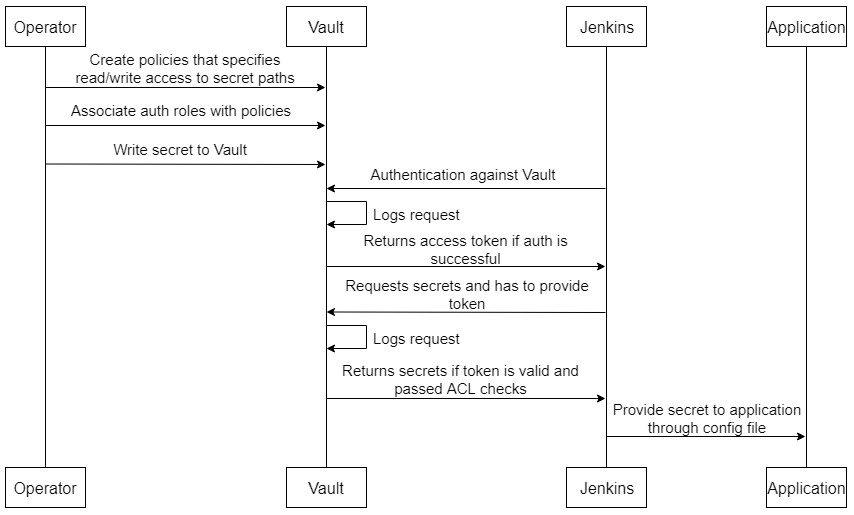 Operator
Vault
Jenkins
Application
Create policies that specifies
read/write access to secret paths
Associate auth roles with policies
Write secret to Vault
Authentication against Vault
Logs request
Returns access token if auth is
successful
Requests secrets and has to provide
token
Logs request
Returns secrets if token is valid and
passed ACL checks
Provide secret to application
through config file
Operator
Vault
Jenkins
Application